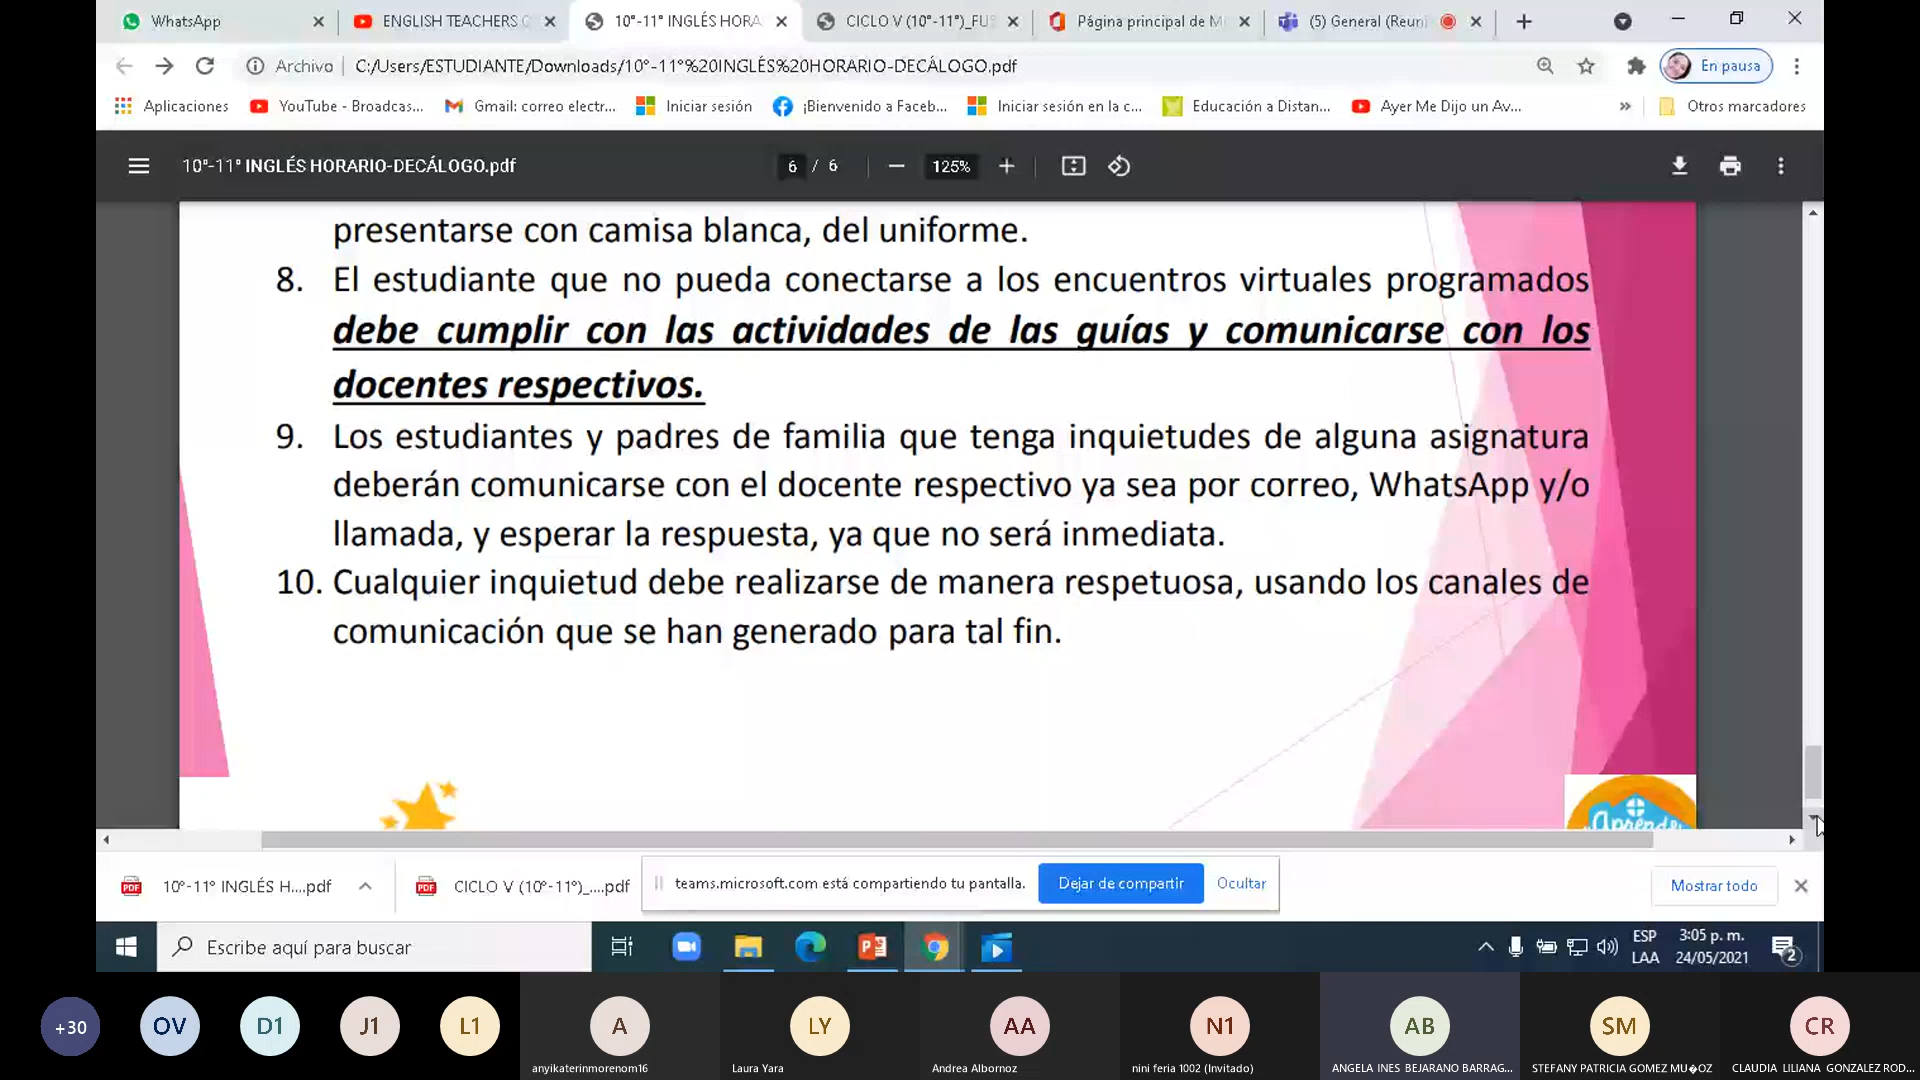 WhatsApp
ENGLISH TEACHERS
10°-11° INGLÉS HORA
CICLO V (10°-11°)_FU
Página principal de M
(5) General (Reuni
Archivo
C:/Users/ESTUDIANTE/Downloads/10°-11°%20INGLÉS%20HORARIO-DECÁLOGO.pdf
En pausa
Aplicaciones
YouTube - Broadcas...
Gmail: correo electr...
Iniciar sesión
¡Bienvenido a Faceb...
Iniciar sesión en la c...
Educación a Distan...
Ayer Me Dijo un Av...
»
Otros marcadores
10°-11° INGLÉS HORARIO-DECÁLOGO.pdf
6 / 6
125%
presentarse con camisa blanca, del uniforme.
8. El estudiante que no pueda conectarse a los encuentros virtuales programados
debe cumplir con las actividades de las guías y comunicarse con los
docentes respectivos.
9. Los estudiantes y padres de familia que tenga inquietudes de alguna asignatura
deberán comunicarse con el docente respectivo ya sea por correo, WhatsApp y/o
llamada, y esperar la respuesta, ya que no será inmediata.
10. Cualquier inquietud debe realizarse de manera respetuosa, usando los canales de
comunicación que se han generado para tal fin.
Aprende
10°-11° INGLÉS H....pdf
CICLO V (10°-11°)_....pdf
teams.microsoft.com está compartiendo tu pantalla.
Dejar de compartir
Ocultar
Mostrar todo
Escribe aquí para buscar
ESP
LAA
3:05 p. m.
24/05/2021
2
+30
OV
D1
J1
L1
A
LY
AA
N1
AB
SM
CR
anyikaterinmorenom16
Laura Yara
Andrea Albornoz
nini feria 1002 (Invitado)
ANGELA INES BEJARANO BARRAG...
STEFANY PATRICIA GOMEZ MU�OZ
CLAUDIA LILIANA GONZALEZ ROD...